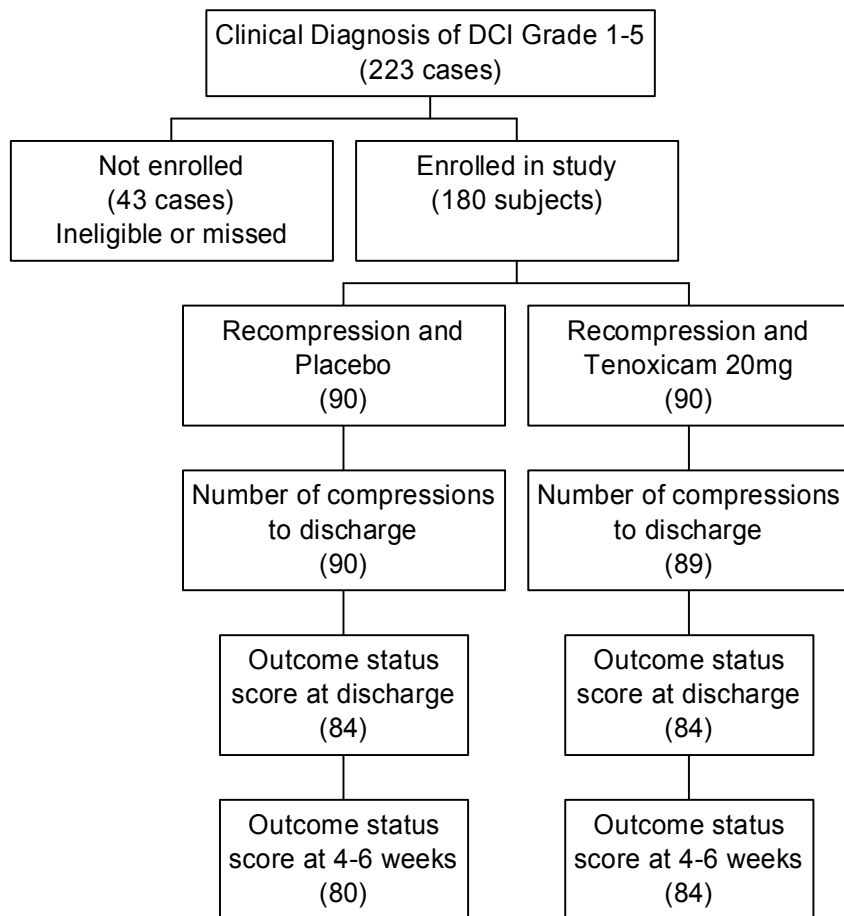 Clinical Diagnosis of DCI Grade 1-5
(223 cases)
Not enrolled
(43 cases)
Ineligible or missed
Enrolled in study
(180 subjects)
Recompression and
Placebo
(90)
Recompression and
Tenoxicam 20mg
(90)
Number of compressions
to discharge
(90)
Number of compressions
to discharge
(89)
Outcome status
score at discharge
(84)
Outcome status
score at discharge
(84)
Outcome status
score at 4-6 weeks
(80)
Outcome status
score at 4-6 weeks
(84)